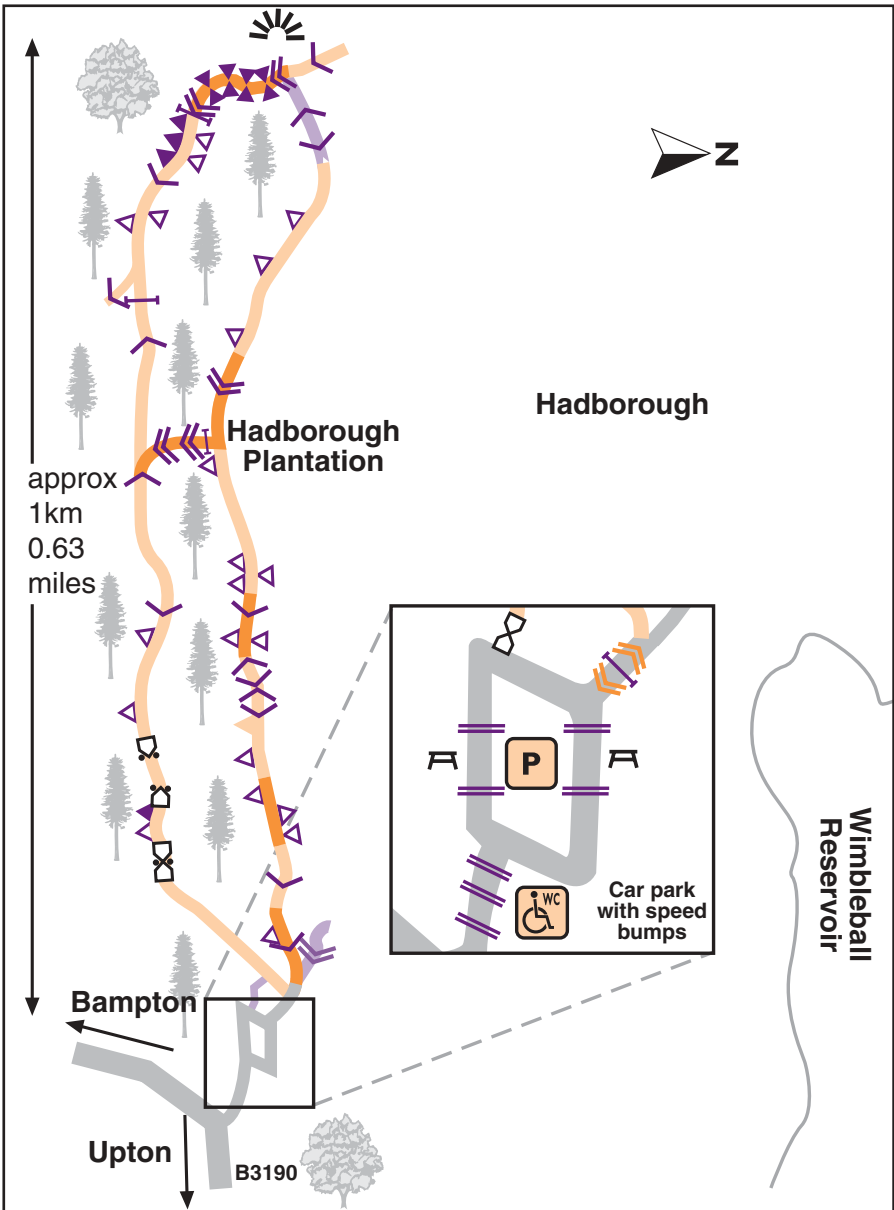 N
Hadborough
Hadborough
Plantation
approx
1km
0.63
miles
P
WC
Car park
with speed
bumps
Wimbleball
Reservoir
Bampton
Upton
B3190